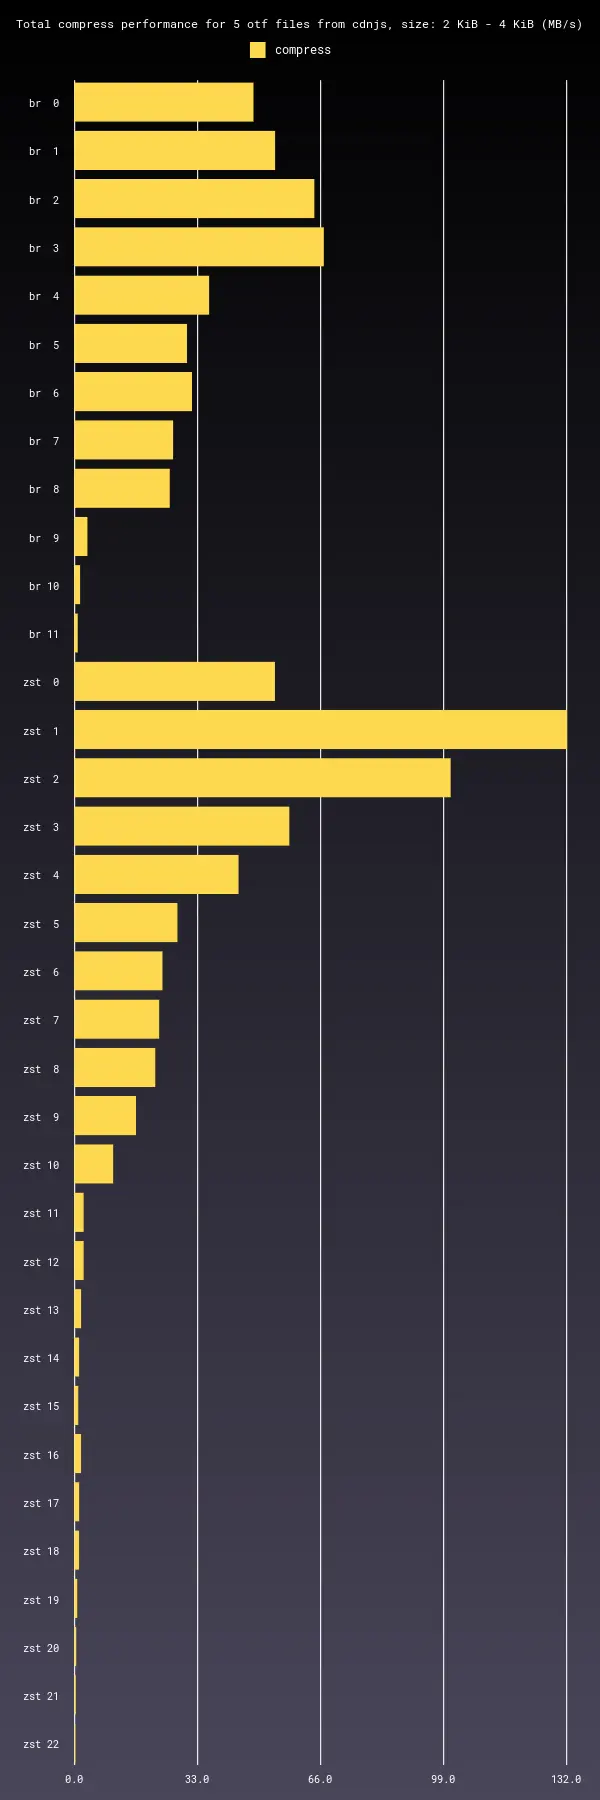 Total compress performance for 5 otf files from cdnjs, size: 2 KiB - 4 KiB (MB/s)
compress
br 0
br 1
br 2
br 3
br 4
br 5
br 6
br 7
br 8
br 9
br 10
br 11
zst 0
zst 1
zst 2
zst 3
zst 4
zst 5
zst 6
zst 7
zst 8
zst 9
zst 10
zst 11
zst 12
zst 13
zst 14
zst 15
zst 16
zst 17
zst 18
zst 19
zst 20
zst 21
zst 22
0.0 33.0 66.0 99.0 132.0